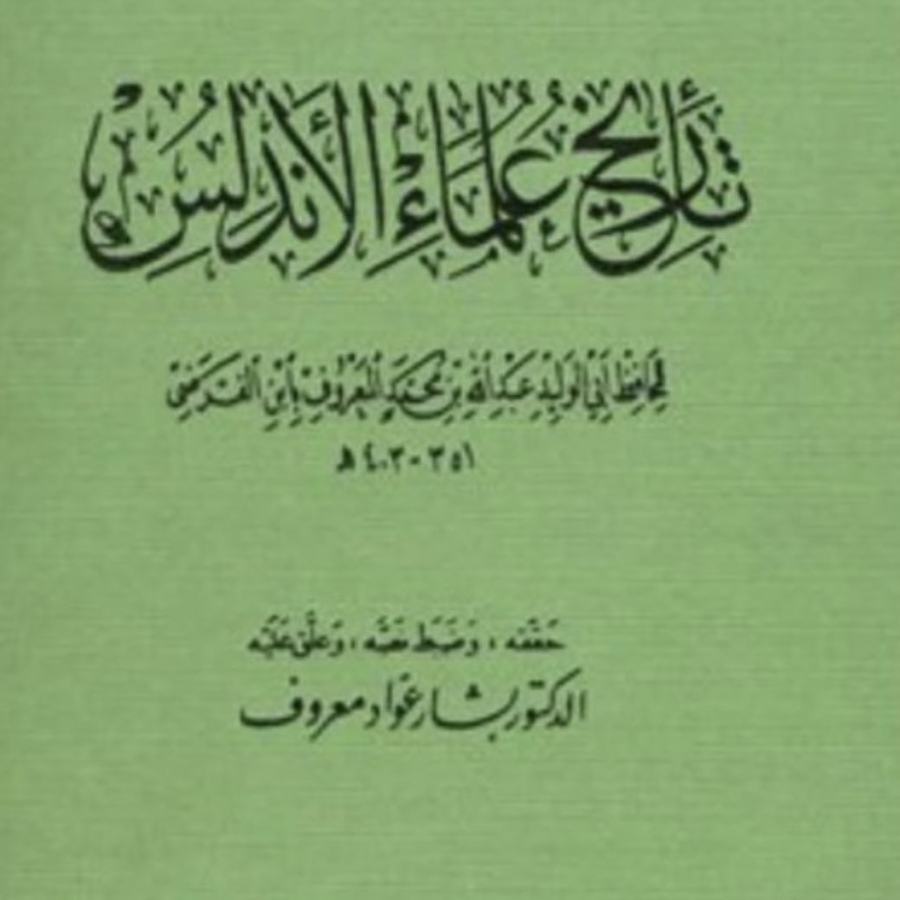 تأريخ علماء الأندلس
للحافظ أبي الوليد عبد الله بن محمد المعروف بابن الفرضي
٣٥١ - ٤٠٣ هـ
حققه ، وضبط نصه ، وعلق عليه
الدكتور بشار عواد معروف